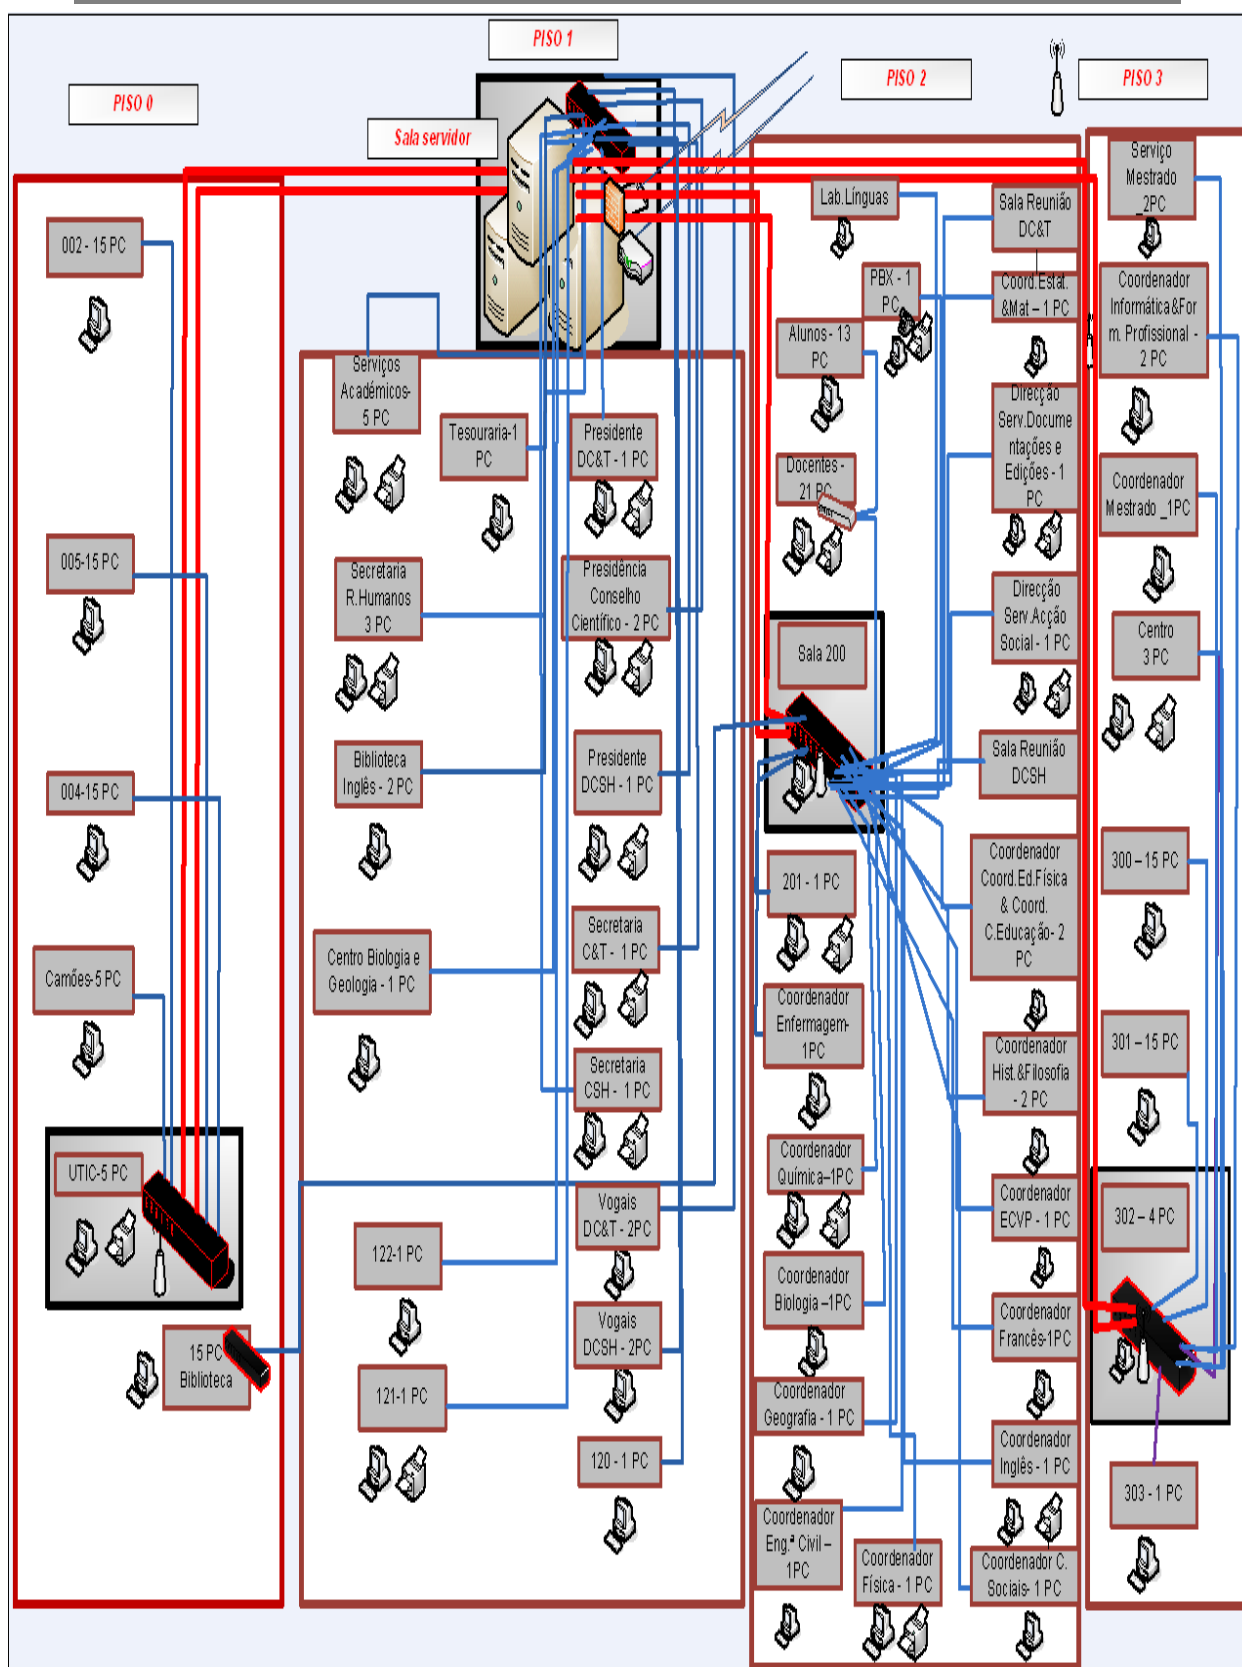 PISO 1
PISO 0
PISO 2
PISO 3
Sala servidor
002 - 15 PC
005-15 PC
004-15 PC
Camões-5 PC
UTIC-5 PC
15 PC
Biblioteca
Serviços
Académicos-
5 PC
Tesouraria-1
PC
Presidente
DC&T - 1 PC
Secretaria
R.Humanos
3 PC
Presidência
Conselho
Científico - 2 PC
Biblioteca
Inglês - 2 PC
Presidente
DCSH - 1 PC
Centro Biologia e
Geologia - 1 PC
Secretaria
C&T - 1 PC
Secretaria
CSH - 1 PC
122-1 PC
Vogais
DC&T - 2PC
121-1 PC
Vogais
DCSH - 2PC
120 - 1 PC
Lab.Línguas
PBX - 1
PC
Alunos - 13
PC
Docentes -
21 PC
Sala 200
201 - 1 PC
Coordenador
Enfermagem-
1PC
Coordenador
Química–1PC
Coordenador
Biologia –1PC
Coordenador
Geografia - 1 PC
Coordenador
Eng.ª Civil –
1PC
Coordenador
Física - 1 PC
Sala Reunião
DC&T
Coord.Estat.
&Mat – 1 PC
Direcção
Serv.Docume
ntações e
Edições - 1
PC
Direcção
Serv.Acção
Social - 1 PC
Sala Reunião
DCSH
Coordenador
Coord.Ed.Física
& Coord.
C.Educação- 2
PC
Coordenador
Hist.&Filosofia
- 2 PC
Coordenador
ECVP - 1 PC
Coordenador
Francês-1PC
Coordenador
Inglês - 1 PC
Coordenador C.
Sociais- 1 PC
Serviço
Mestrado
_2PC
Coordenador
Informática&For
m. Profissional -
2 PC
Coordenador
Mestrado _1PC
Centro
3 PC
300 – 15 PC
301 – 15 PC
302 – 4 PC
303 - 1 PC